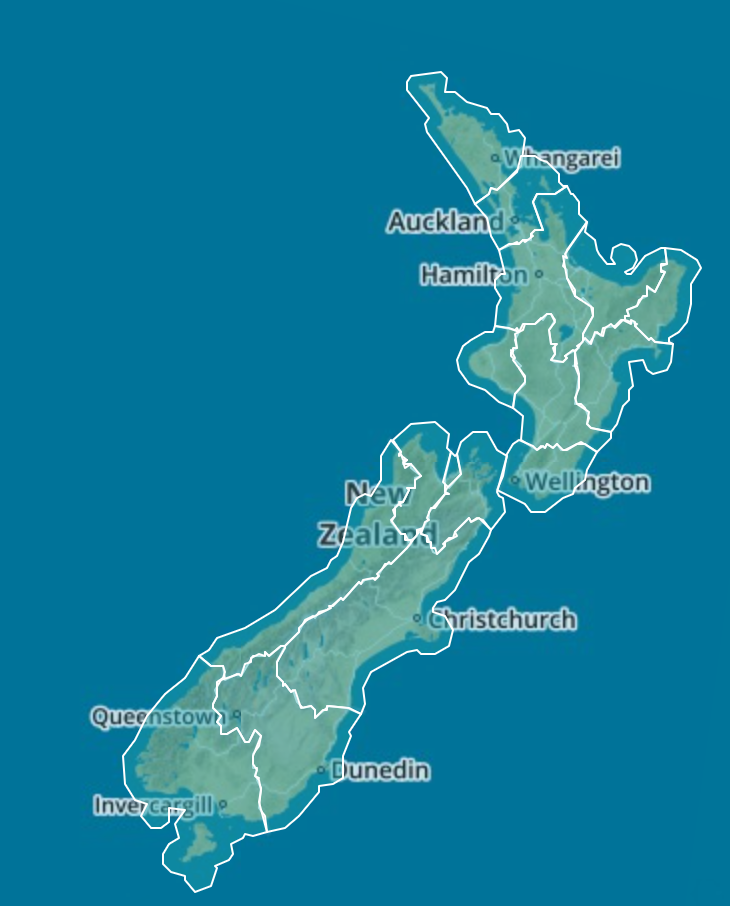 Whangarei
Auckland
Hamilton
Wellington
New
Zealand
Christchurch
Queenstown
Dunedin
Invercargill